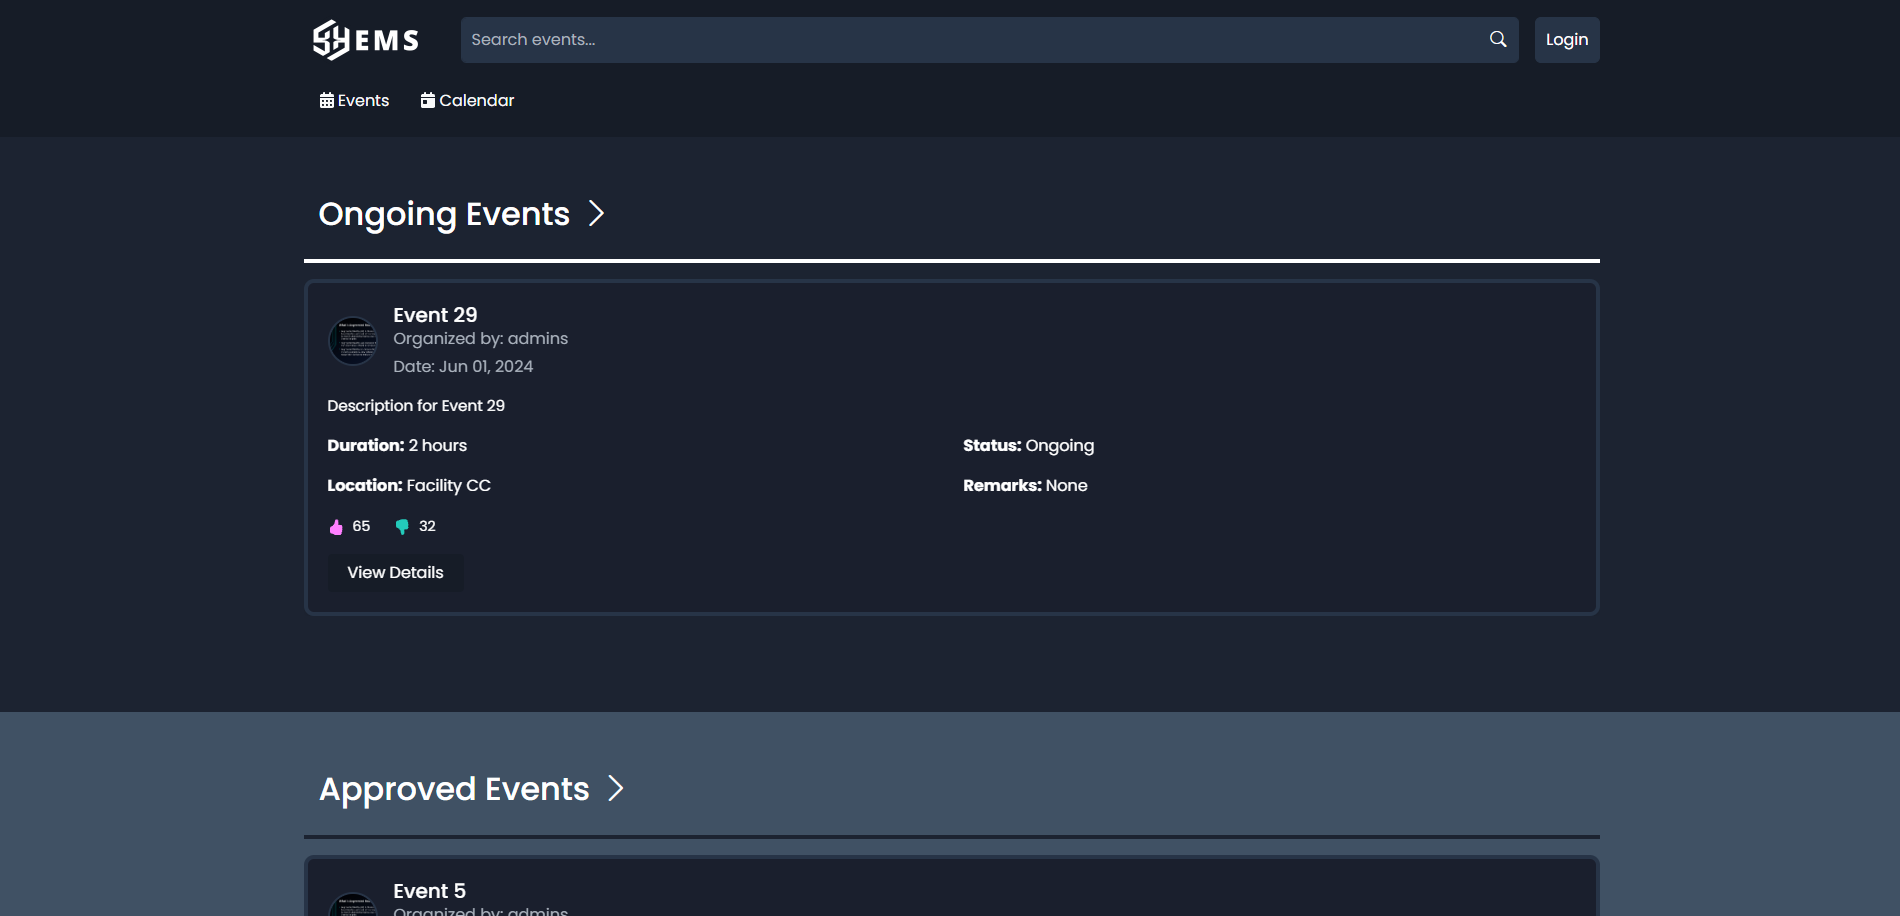 EMS
Search events...
Login
Events
Calendar
Ongoing Events
Event 29
Organized by: admins
Date: Jun 01, 2024
Description for Event 29
Duration: 2 hours
Status: Ongoing
Location: Facility CC
Remarks: None
65
32
View Details
Approved Events
Event 5
Organized by: admins